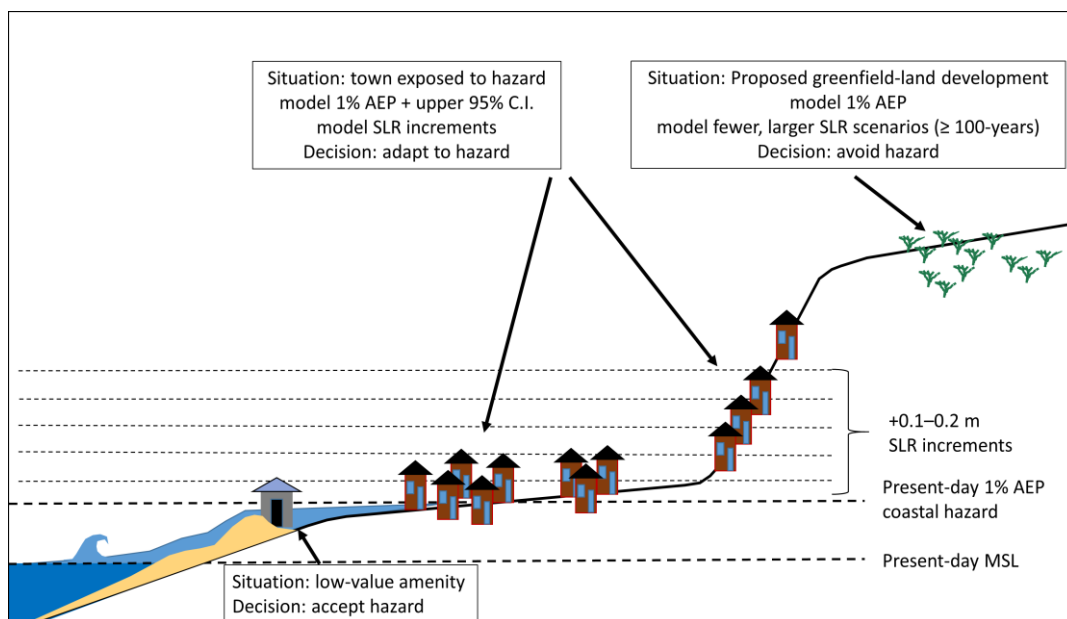 Situation: town exposed to hazard
model 1% AEP + upper 95% C.I.
model SLR increments
Decision: adapt to hazard
Situation: Proposed greenfield-land development
model 1% AEP
model fewer, larger SLR scenarios (≥ 100-years)
Decision: avoid hazard
+0.1–0.2 m
SLR increments
Present-day 1% AEP
coastal hazard
Present-day MSL
Situation: low-value amenity
Decision: accept hazard